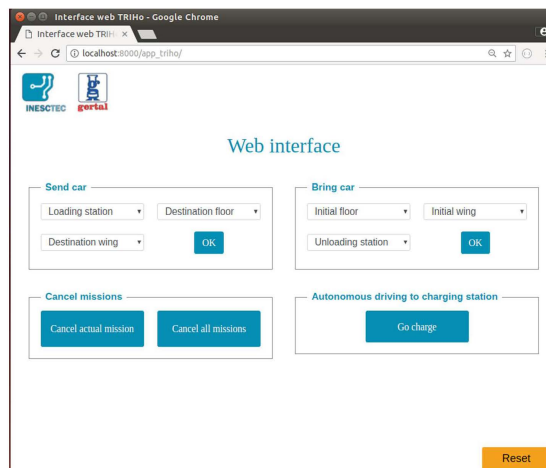 Interface web TRIHo - Google Chrome
Interface web TRIHo
localhost:8000/app_triho/
INESCTEC
gertal
Web interface
Send car
Loading station
Destination floor
Destination wing
OK
Bring car
Initial floor
Initial wing
Unloading station
OK
Cancel missions
Cancel actual mission
Cancel all missions
Autonomous driving to charging station
Go charge
Reset